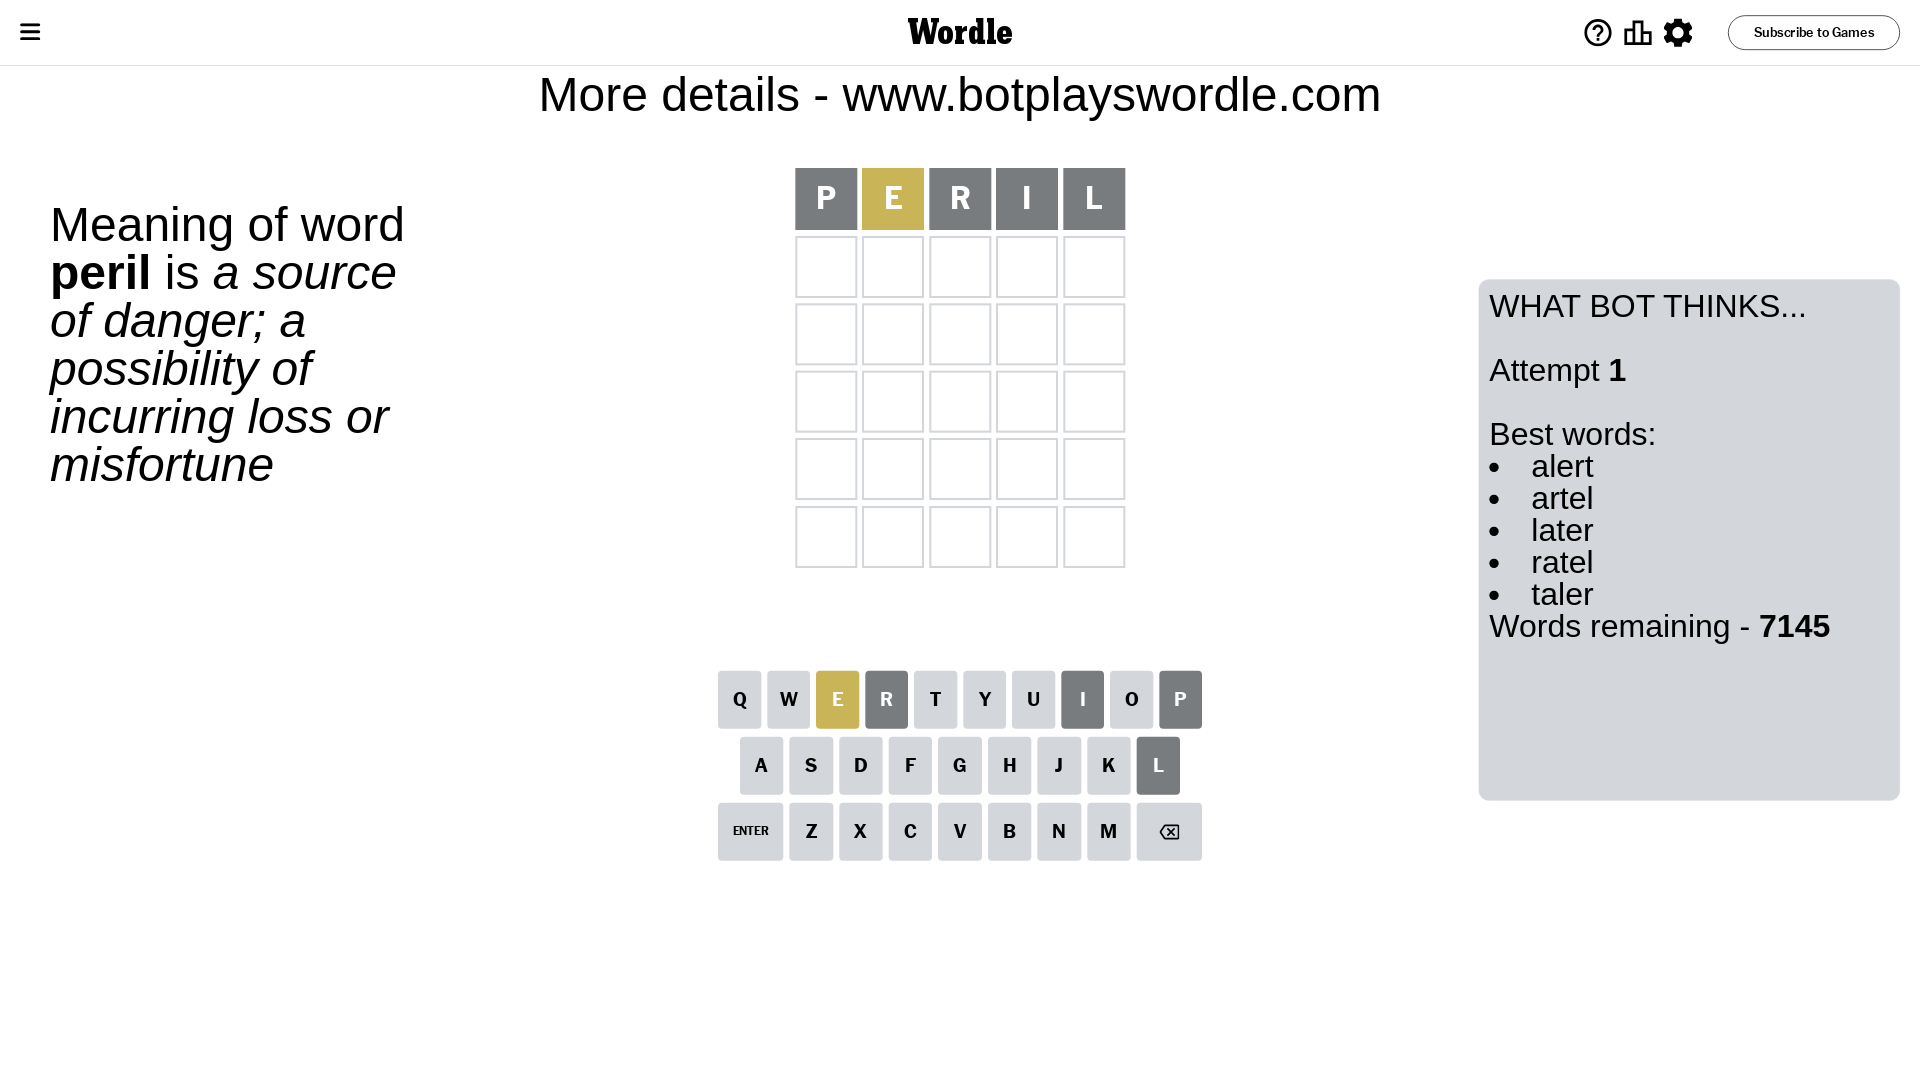 Wordle
Subscribe to Games
More details - www.botplayswordle.com
Meaning of word
peril is a source
of danger; a
possibility of
incurring loss or
misfortune
P E R I L
WHAT BOT THINKS...
Attempt 1
Best words:
• alert
• artel
• later
• ratel
• taler
Words remaining - 7145
Q W E R T Y U I O P
A S D F G H J K L
ENTER Z X C V B N M